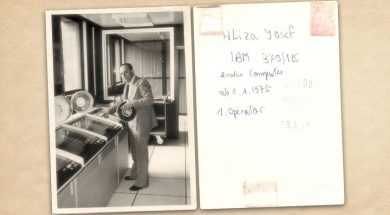 Hliza Josef
IBM 370/115
erster Computer
ab 1.1.1975
1. Operator